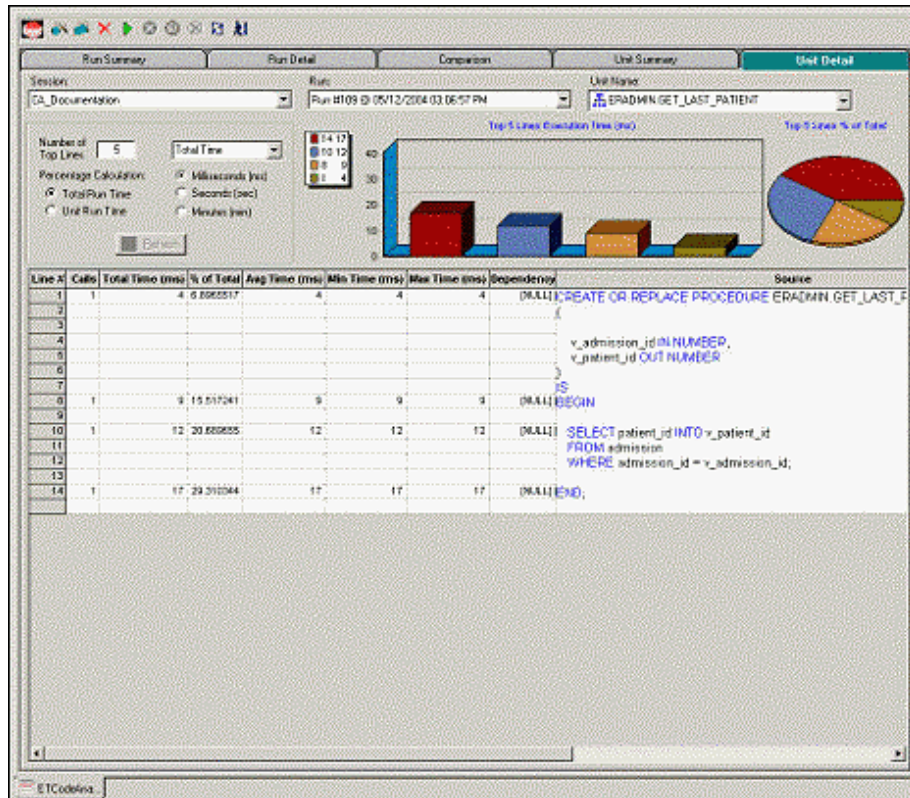 Run Summary Run Detail Comparison Unit Summary Unit Detail
Session: Run: Unit Name:
EA_Documentation Run #109 @ 05/12/2004 03:06:57 PM ERADMIN.GET_LAST_PATIENT
Top 5 Lines Execution Time (ms) Top 5 Lines % of Total
Number of Top Lines: 5 Total Time
Percentage Calculation:
Total Run Time
Unit Run Time
Milliseconds (ms)
Seconds (sec)
Minutes (min)
Refresh
14 17
10 12
8 9
1 4
40
30
20
10
0
Line # Calls Total Time (ms) % of Total Avg Time (ms) Min Time (ms) Max Time (ms) Dependency Source
1 1 4 6.8965517 4 4 4 [NULL] CREATE OR REPLACE PROCEDURE ERADMIN.GET_LAST_P
2 (
3
4 v_admission_id IN NUMBER,
5 v_patient_id OUT NUMBER
6 )
7 IS
8 1 9 15.517241 9 9 9 [NULL] BEGIN
9
10 1 12 20.689655 12 12 12 [NULL] SELECT patient_id INTO v_patient_id
11 FROM admission
12 WHERE admission_id = v_admission_id;
13
14 1 17 29.310344 17 17 17 [NULL] END;
ETCodeAna...